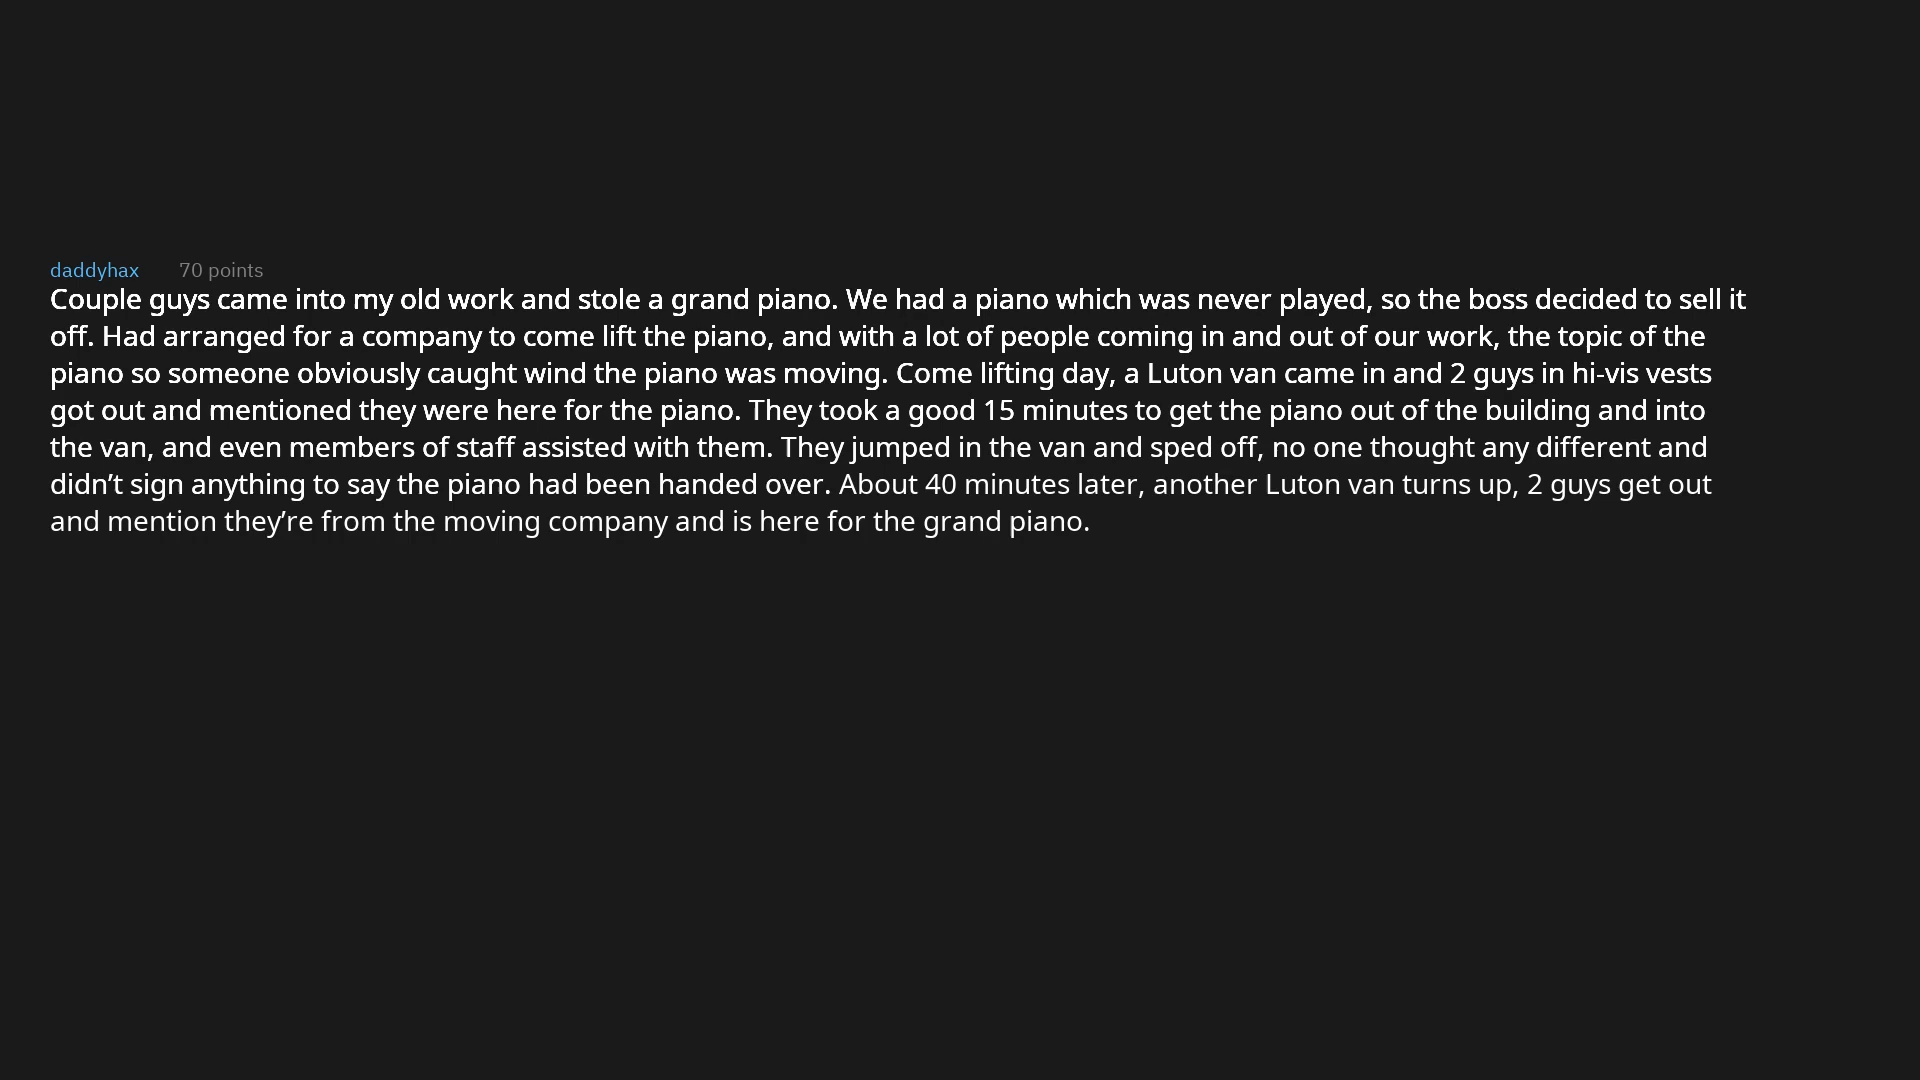 daddyhax 70 points
Couple guys came into my old work and stole a grand piano. We had a piano which was never played, so the boss decided to sell it
off. Had arranged for a company to come lift the piano, and with a lot of people coming in and out of our work, the topic of the
piano so someone obviously caught wind the piano was moving. Come lifting day, a Luton van came in and 2 guys in hi-vis vests
got out and mentioned they were here for the piano. They took a good 15 minutes to get the piano out of the building and into
the van, and even members of staff assisted with them. They jumped in the van and sped off, no one thought any different and
didn’t sign anything to say the piano had been handed over. About 40 minutes later, another Luton van turns up, 2 guys get out
and mention they’re from the moving company and is here for the grand piano.